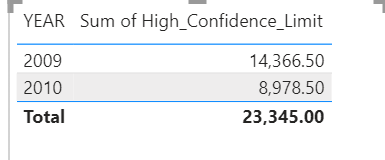 YEAR Sum of High_Confidence_Limit
2009 14,366.50
2010 8,978.50
Total 23,345.00